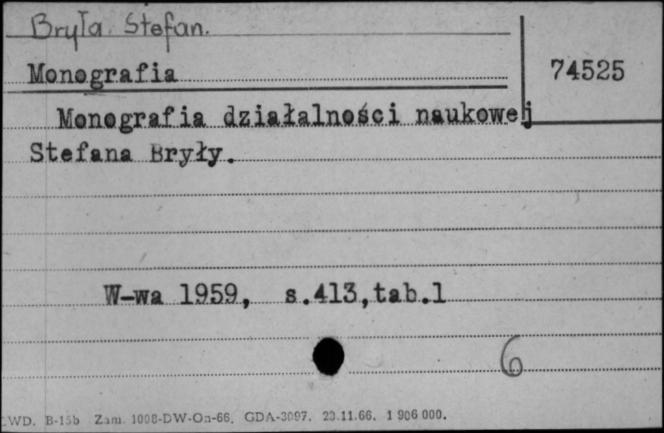 Bryła Stefan.
Monografia 74525
Monografia działalności naukowej
Stefana Bryły.
W-wa 1959, s.413,tab.1
6
LWD. B-15b Zam. 1008-DW-On-66. GDA-3097. 23.11.66. 1 906 000.